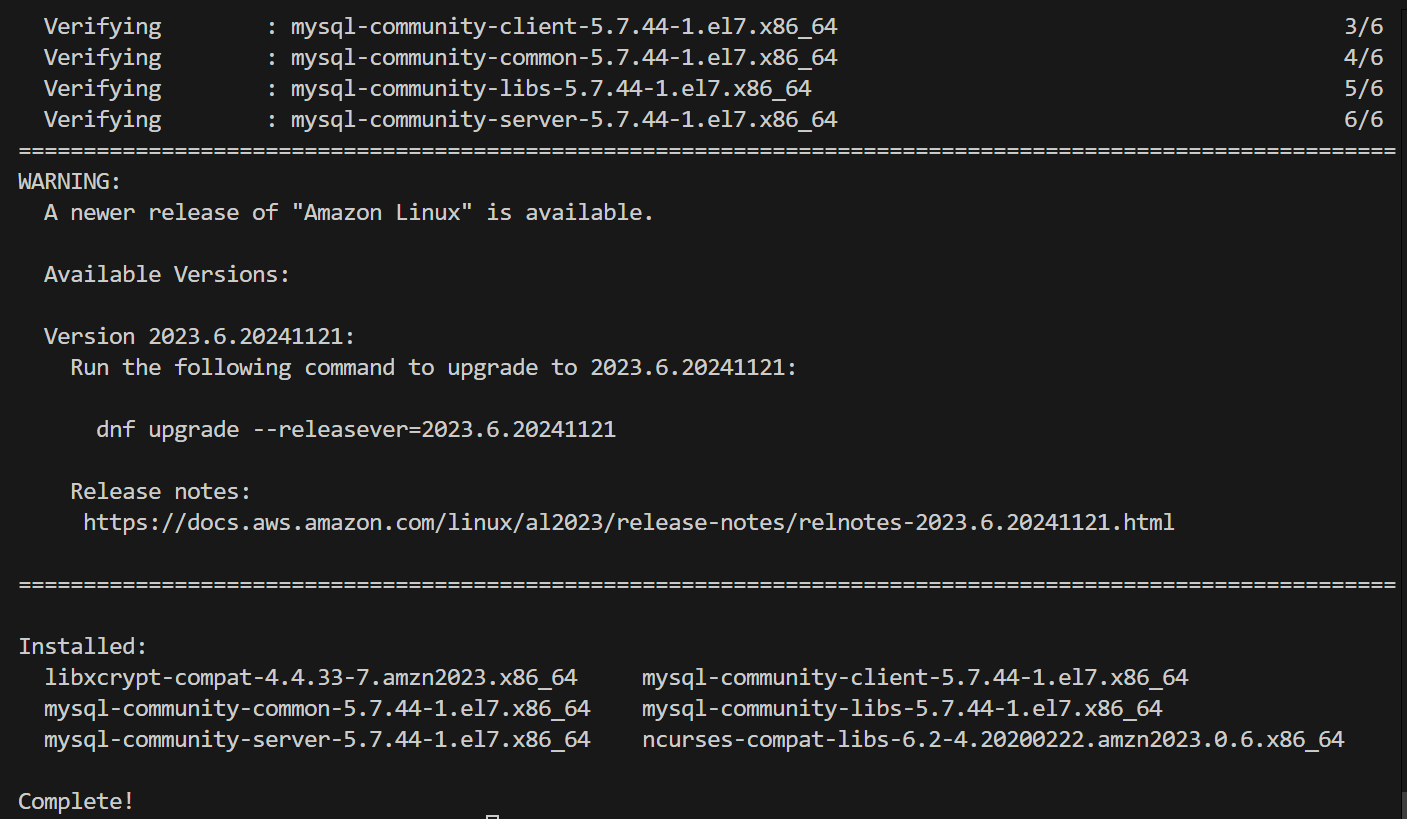 Verifying        : mysql-community-client-5.7.44-1.el7.x86_64                                       3/6
Verifying        : mysql-community-common-5.7.44-1.el7.x86_64                                       4/6
Verifying        : mysql-community-libs-5.7.44-1.el7.x86_64                                         5/6
Verifying        : mysql-community-server-5.7.44-1.el7.x86_64                                       6/6
==========================================================================================================
WARNING:
  A newer release of "Amazon Linux" is available.

  Available Versions:

  Version 2023.6.20241121:
    Run the following command to upgrade to 2023.6.20241121:

      dnf upgrade --releasever=2023.6.20241121

    Release notes:
     https://docs.aws.amazon.com/linux/al2023/release-notes/relnotes-2023.6.20241121.html

==========================================================================================================

Installed:
  libxcrypt-compat-4.4.33-7.amzn2023.x86_64     mysql-community-client-5.7.44-1.el7.x86_64
  mysql-community-common-5.7.44-1.el7.x86_64    mysql-community-libs-5.7.44-1.el7.x86_64
  mysql-community-server-5.7.44-1.el7.x86_64    ncurses-compat-libs-6.2-4.20200222.amzn2023.0.6.x86_64

Complete!